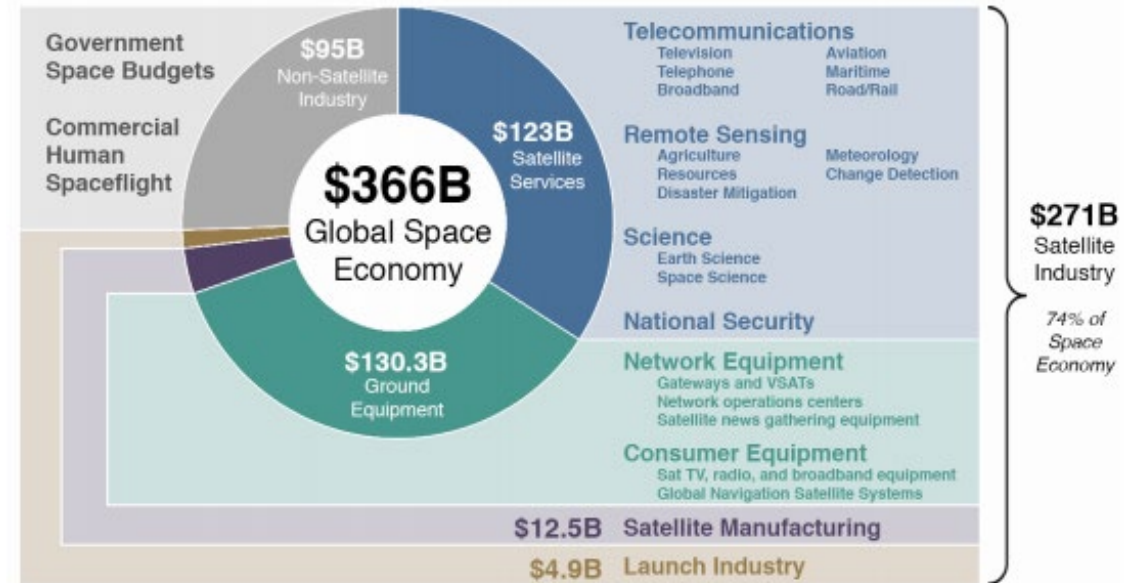 Government
Space Budgets
Commercial
Human
Spaceflight
$95B
Non-Satellite
Industry
$366B
Global Space
Economy
$123B
Satellite
Services
$130.3B
Ground
Equipment
Telecommunications
Television
Telephone
Broadband
Aviation
Maritime
Road/Rail
Remote Sensing
Agriculture
Resources
Disaster Mitigation
Meteorology
Change Detection
Science
Earth Science
Space Science
National Security
Network Equipment
Gateways and VSATs
Network operations centers
Satellite news gathering equipment
Consumer Equipment
Sat TV, radio, and broadband equipment
Global Navigation Satellite Systems
$12.5B Satellite Manufacturing
$4.9B Launch Industry
$271B
Satellite
Industry
74% of
Space
Economy